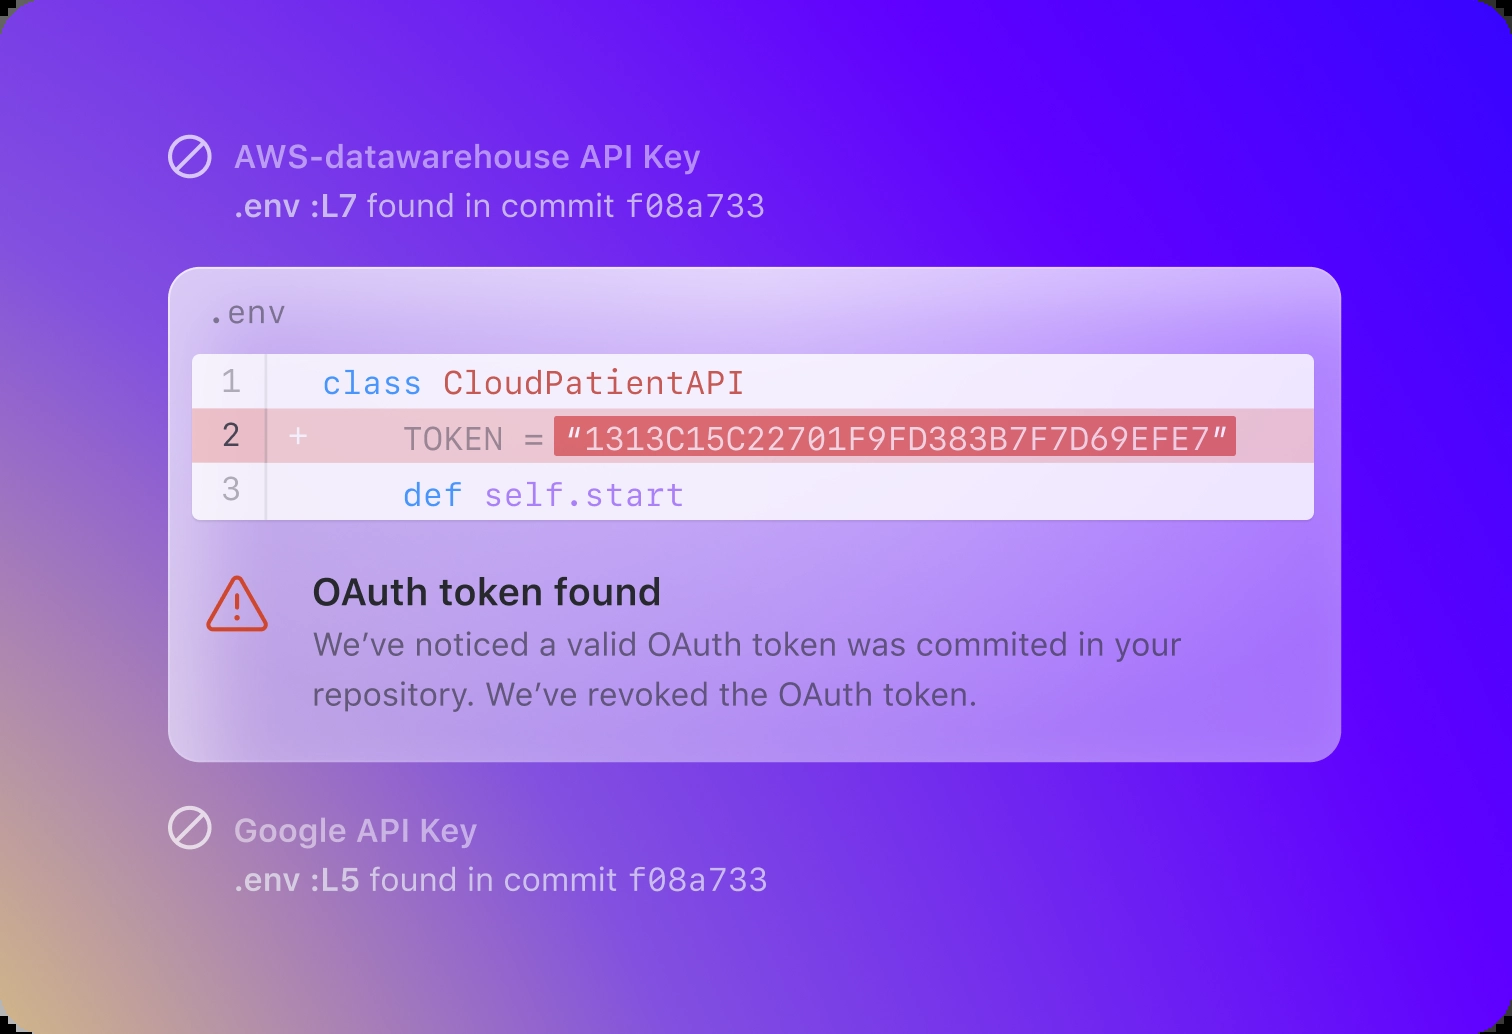 AWS-datawarehouse API Key
.env :L7 found in commit f08a733
.env
1 class CloudPatientAPI
2 + TOKEN = “1313C15C22701F9FD383B7F7D69EFE7”
3 def self.start
OAuth token found
We’ve noticed a valid OAuth token was commited in your
repository. We’ve revoked the OAuth token.
Google API Key
.env :L5 found in commit f08a733